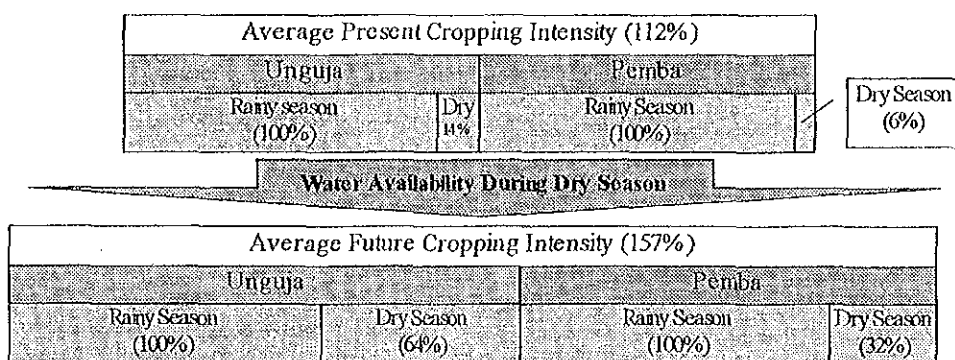 Average Present Cropping Intensity (112%)
Unguja Pemba
Rainy season Dry Rainy season Dry Season
(100%) 14% (100%) (6%)
Water Availability During Dry Season
Average Future Cropping Intensity (157%)
Unguja Pemba
Rainy Season Dry Season Rainy Season Dry Season
(100%) (64%) (100%) (32%)